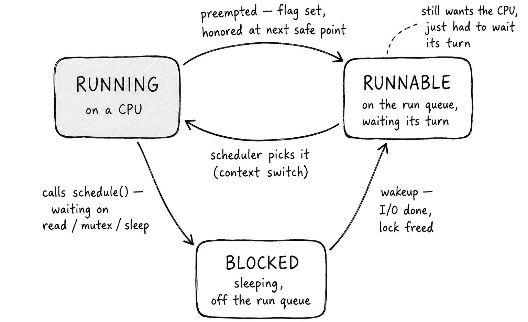 preempted — flag set,
honored at next safe point
still wants the CPU,
just had to wait
its turn
RUNNING
on a CPU
RUNNABLE
on the run queue,
waiting its turn
scheduler picks it
(context switch)
calls schedule() —
waiting on
read / mutex / sleep
wakeup —
I/O done,
lock freed
BLOCKED
sleeping,
off the run queue